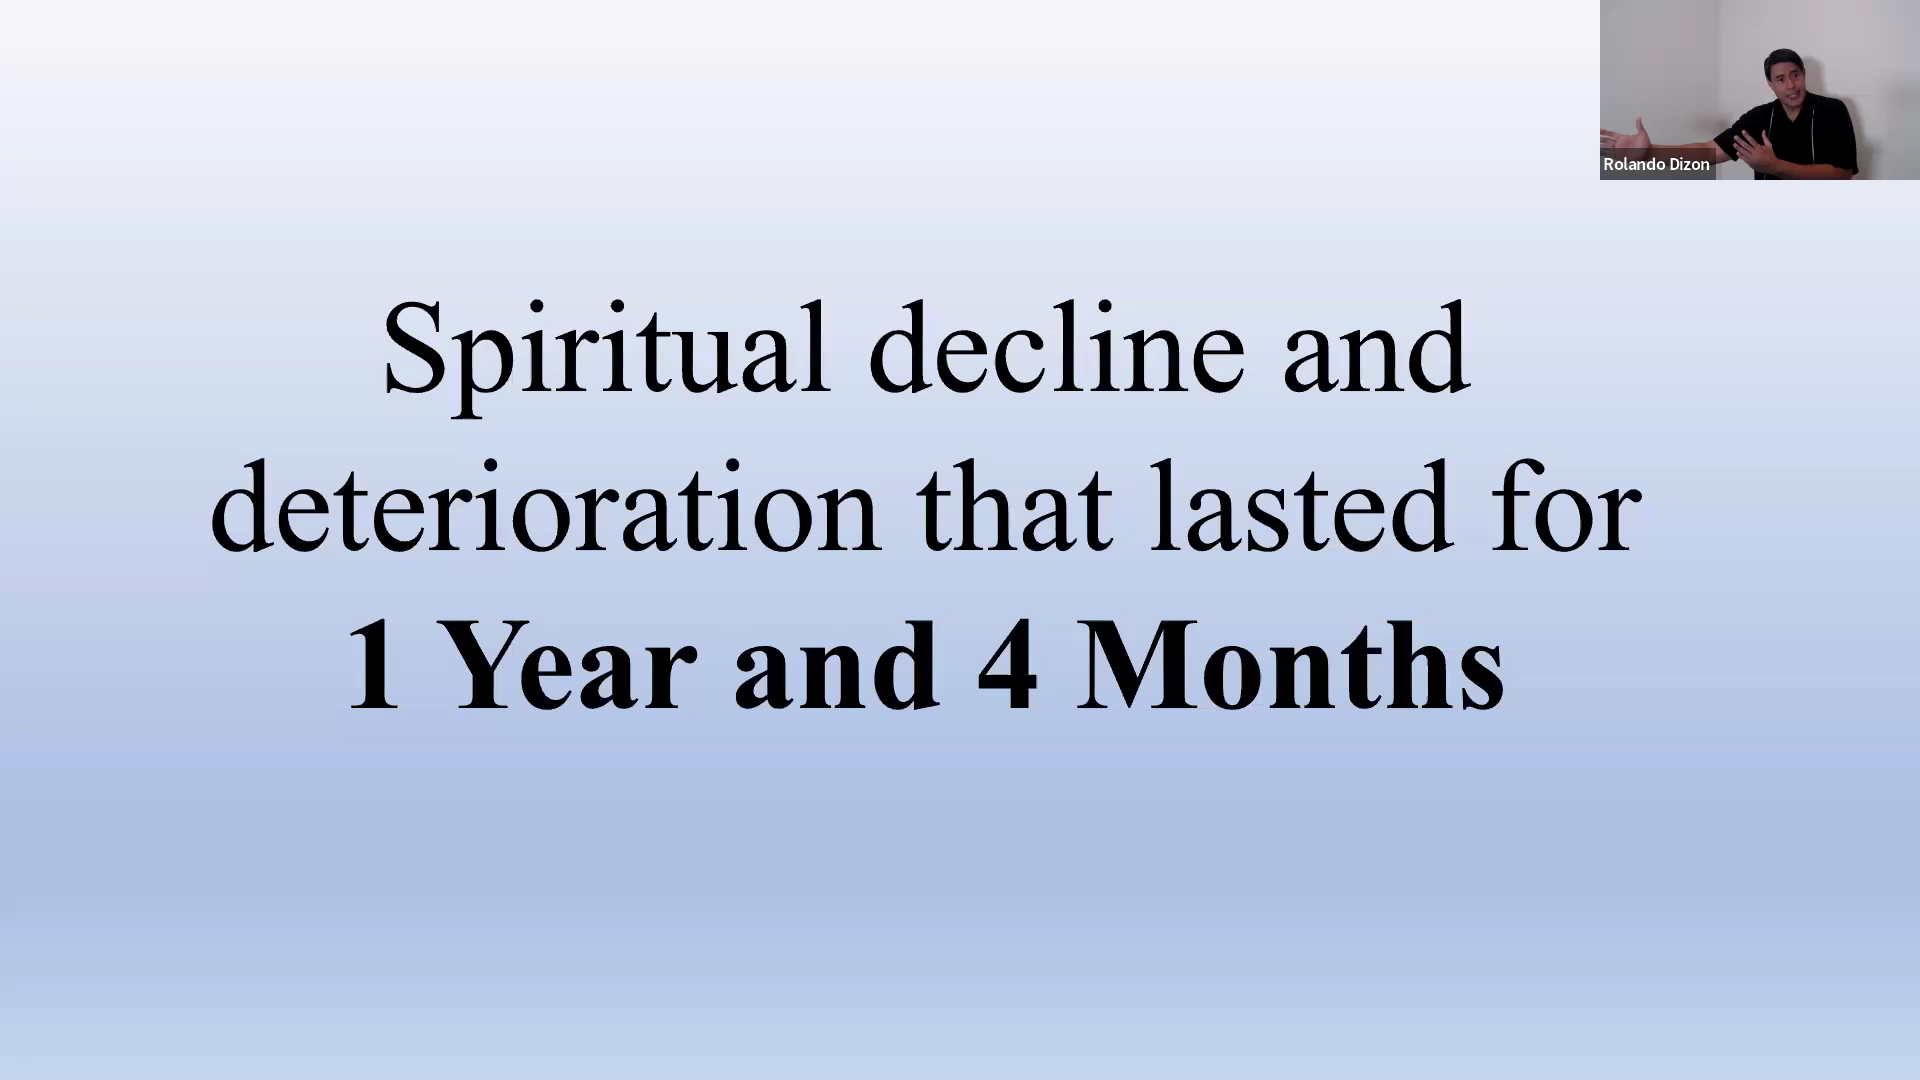 Rolando Dizon
Spiritual decline and
deterioration that lasted for
1 Year and 4 Months